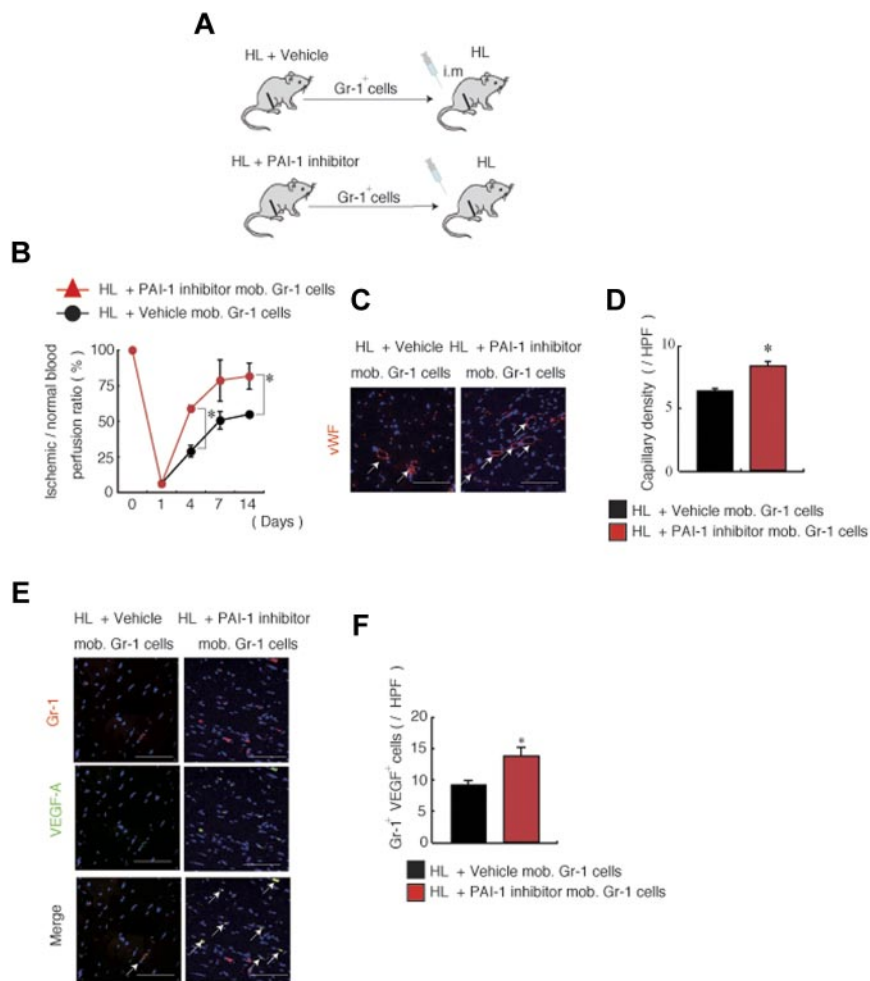 A
HL + Vehicle
HL
i.m
Gr-1+ cells
HL + PAI-1 inhibitor
HL
Gr-1+ cells
B
HL + PAI-1 inhibitor mob. Gr-1 cells
HL + Vehicle mob. Gr-1 cells
Ischemic / normal blood
perfusion ratio ( % )
100
75
50
25
0
*
*
0 1 4 7 14
( Days )
C
HL + Vehicle HL + PAI-1 inhibitor
mob. Gr-1 cells mob. Gr-1 cells
vWF
D
Capillary density ( / HPF )
10
5
0
*
HL + Vehicle mob. Gr-1 cells
HL + PAI-1 inhibitor mob. Gr-1 cells
E
HL + Vehicle HL + PAI-1 inhibitor
mob. Gr-1 cells mob. Gr-1 cells
Gr-1
VEGF-A
Merge
F
Gr-1+ VEGF+ cells ( / HPF )
20
15
10
5
0
*
HL + Vehicle mob. Gr-1 cells
HL + PAI-1 inhibitor mob. Gr-1 cells